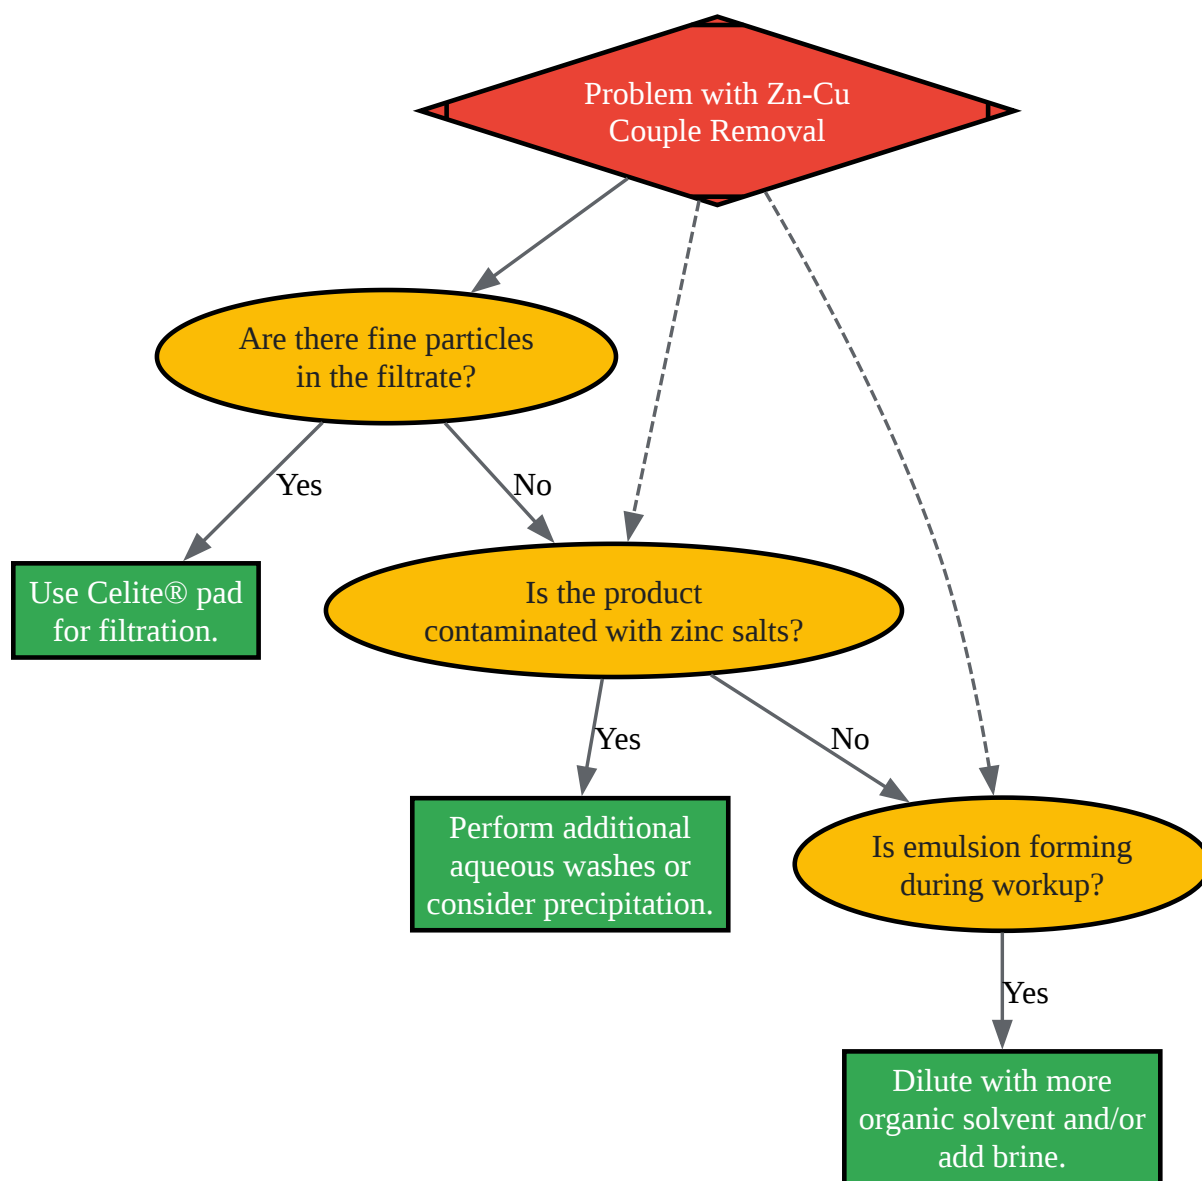 Problem with Zn-Cu
Couple Removal
Are there fine particles
in the filtrate?
Yes
No
Use Celite® pad
for filtration.
Is the product
contaminated with zinc salts?
Yes
No
Perform additional
aqueous washes or
consider precipitation.
Is emulsion forming
during workup?
Yes
Dilute with more
organic solvent and/or
add brine.